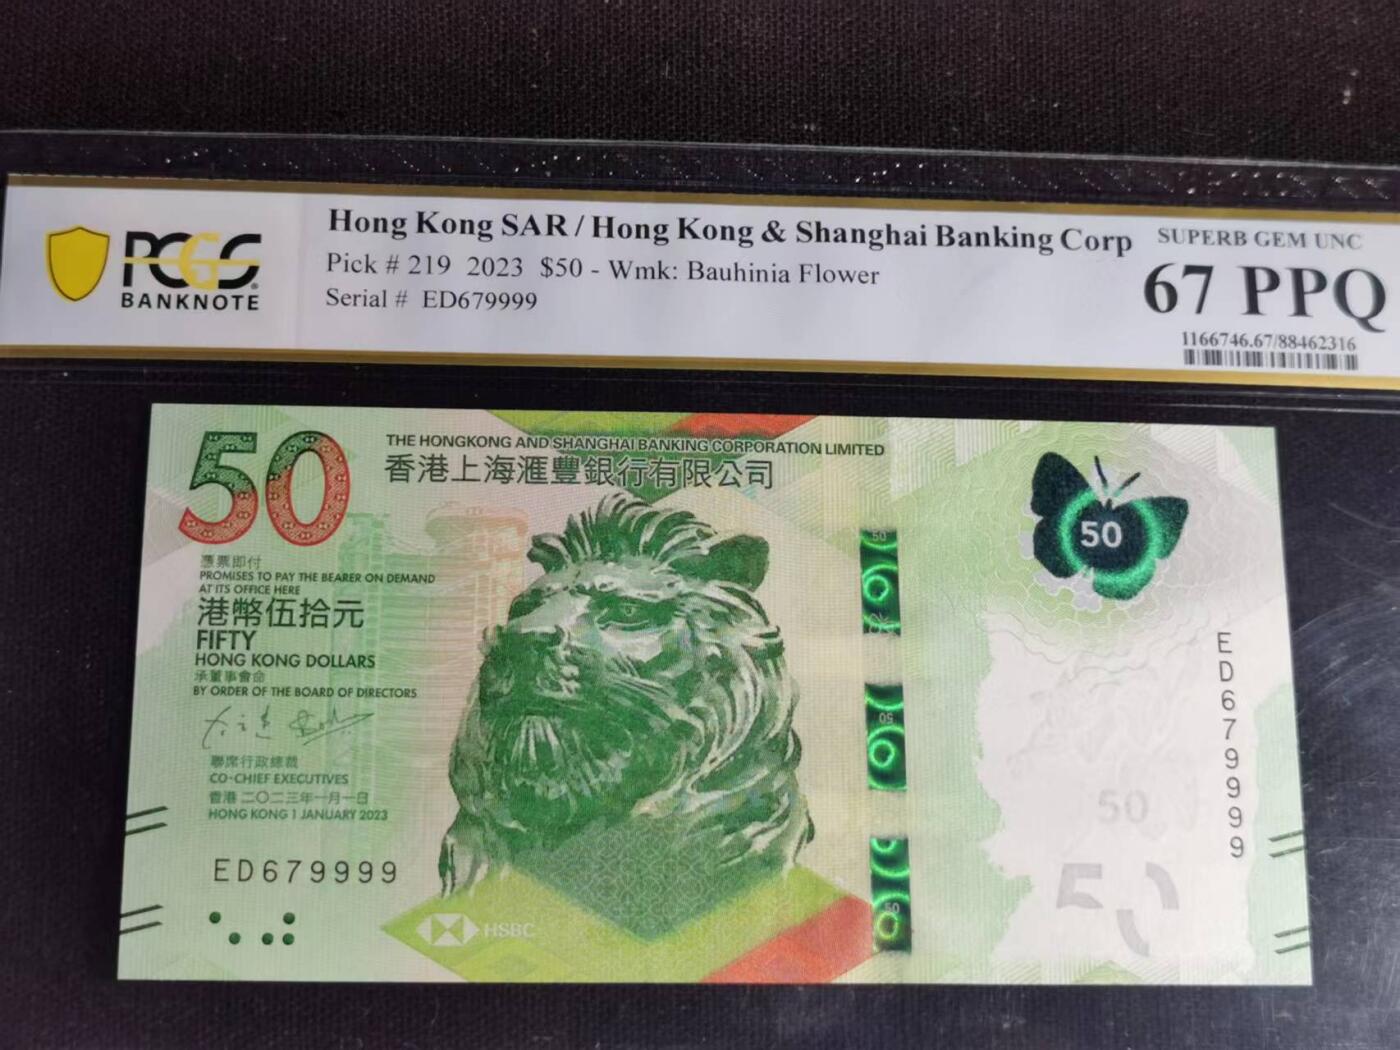 PCGS
BANKNOTE
Hong Kong SAR / Hong Kong & Shanghai Banking Corp
Pick # 219 2023 $50 - Wmk: Bauhinia Flower
Serial # ED679999
SUPERB GEM UNC
67 PPQ
1166746.67/88462316
50
THE HONGKONG AND SHANGHAI BANKING CORPORATION LIMITED
香港上海滙豐銀行有限公司
憑票即付
PROMISES TO PAY THE BEARER ON DEMAND
AT ITS OFFICE HERE
港幣伍拾元
FIFTY
HONG KONG DOLLARS
承董事會命
BY ORDER OF THE BOARD OF DIRECTORS
聯席行政總裁
CO-CHIEF EXECUTIVES
香港 二〇二三年一月一日
HONG KONG 1 JANUARY 2023
ED679999
HSBC
50
50
50
50
ED679999
50
50